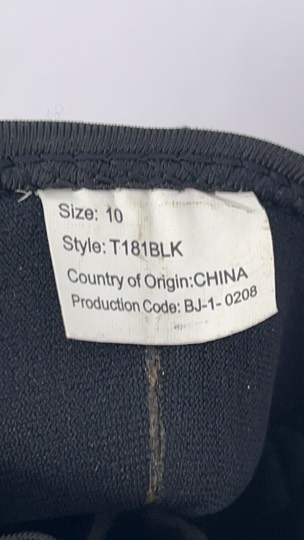 Size: 10
Style: T181BLK
Country of Origin:CHINA
Production Code: BJ-1- 0208